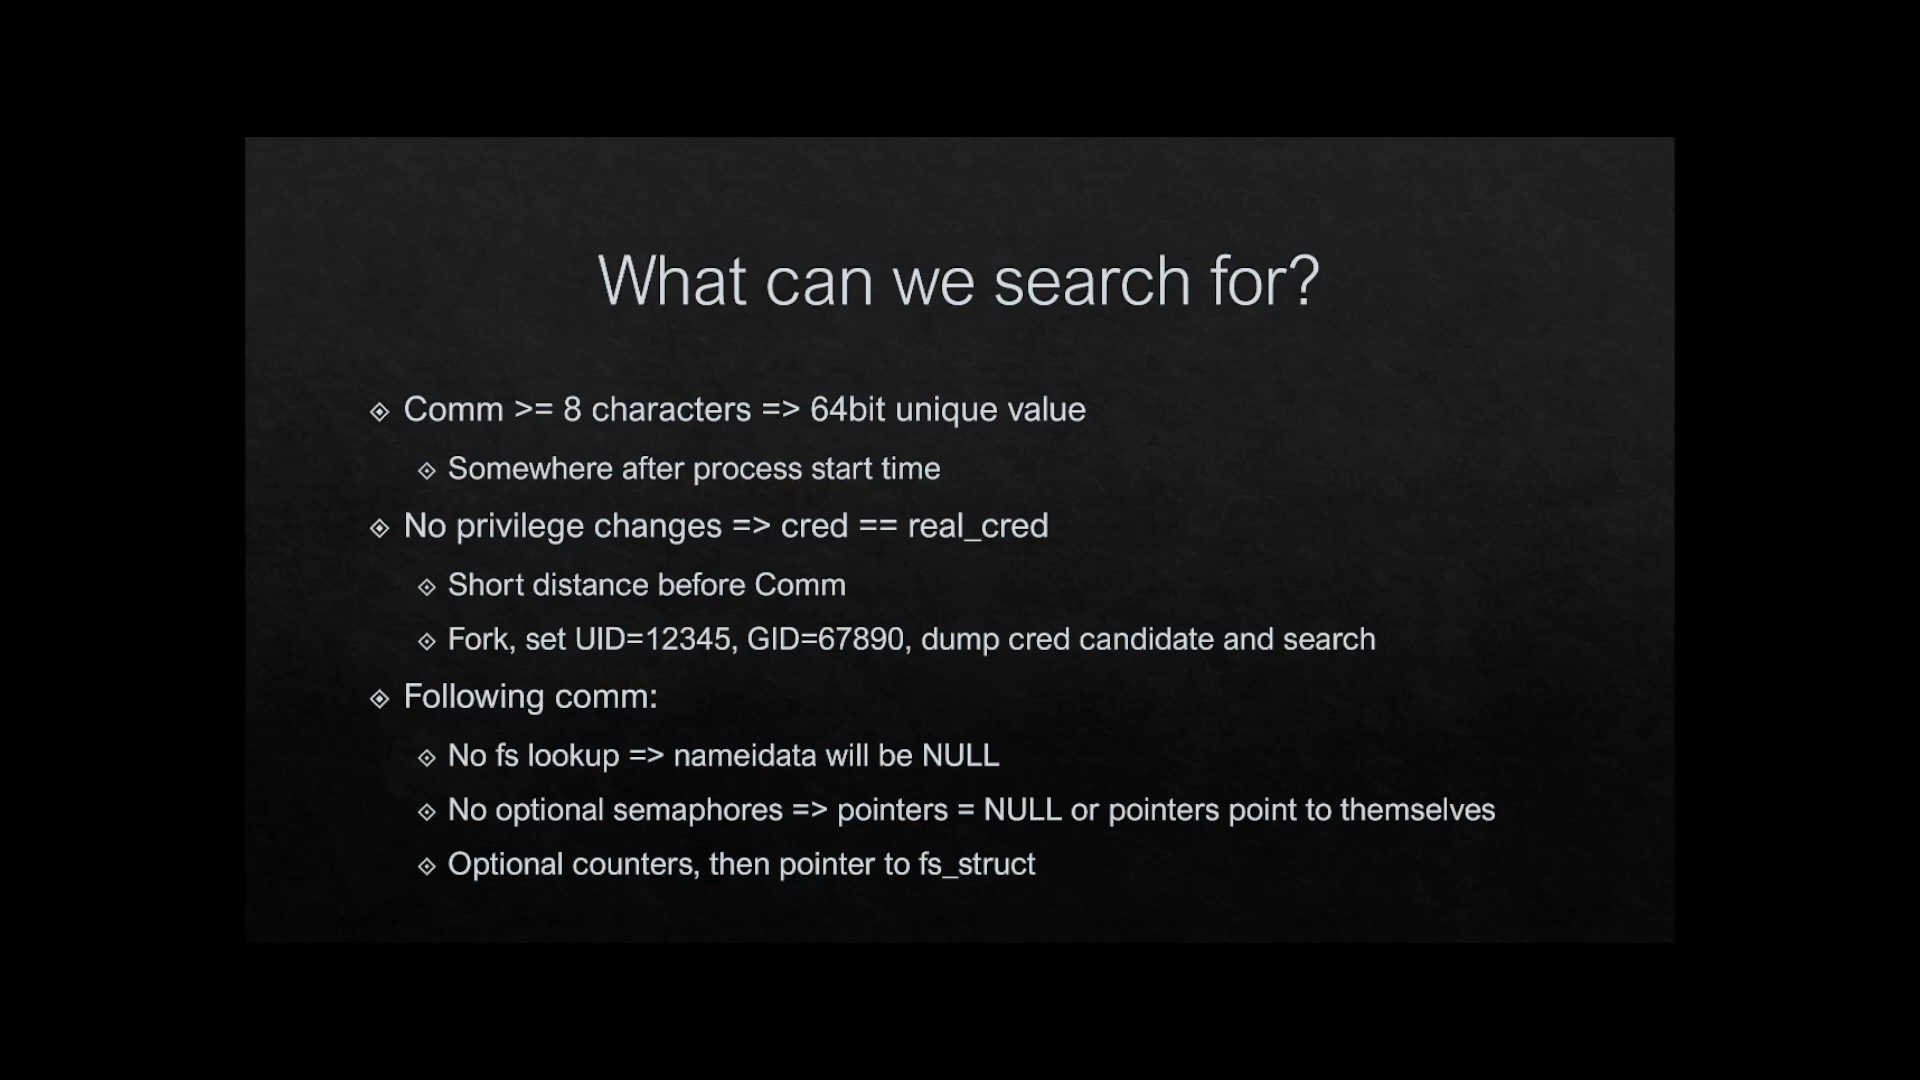 What can we search for?
Comm >= 8 characters => 64bit unique value
Somewhere after process start time
No privilege changes => cred == real_cred
Short distance before Comm
Fork, set UID=12345, GID=67890, dump cred candidate and search
Following comm:
No fs lookup => nameidata will be NULL
No optional semaphores => pointers = NULL or pointers point to themselves
Optional counters, then pointer to fs_struct